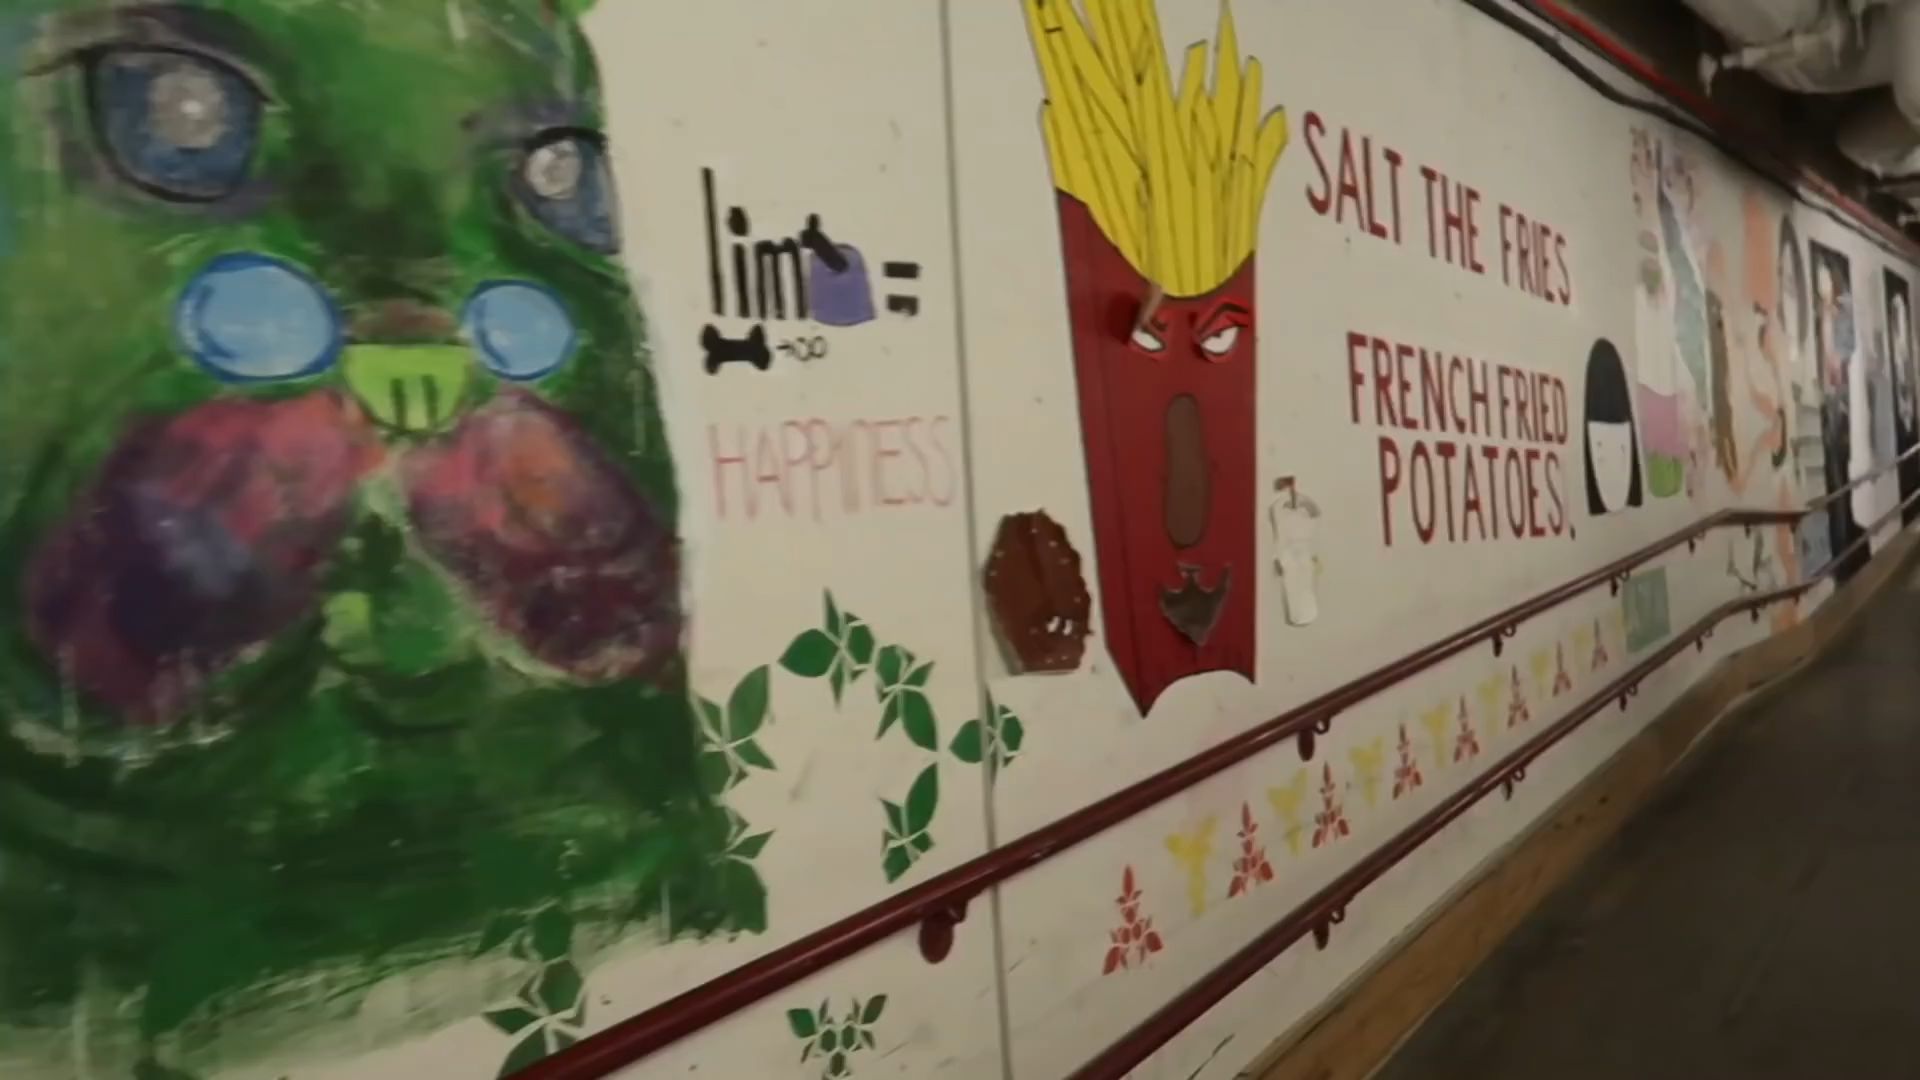 lim =
→∞
HAPPINESS
SALT THE FRIES
FRENCH FRIED
POTATOES.